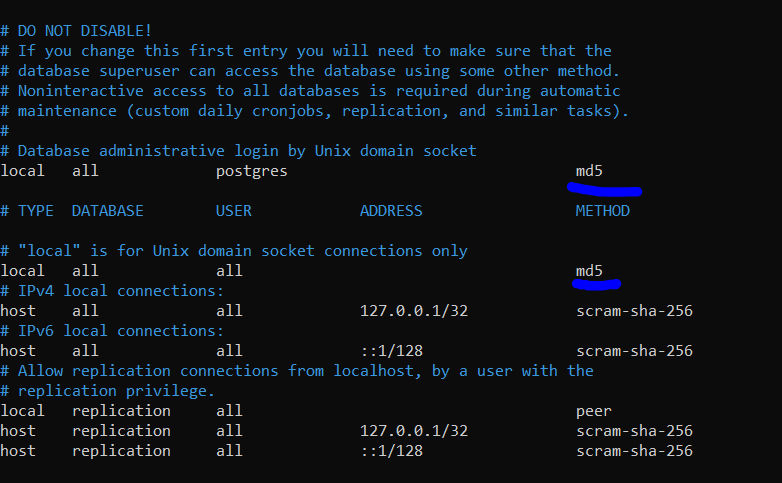 # DO NOT DISABLE!
# If you change this first entry you will need to make sure that the
# database superuser can access the database using some other method.
# Noninteractive access to all databases is required during automatic
# maintenance (custom daily cronjobs, replication, and similar tasks).
#
# Database administrative login by Unix domain socket
local   all             postgres                                md5
# TYPE  DATABASE        USER            ADDRESS                 METHOD
# "local" is for Unix domain socket connections only
local   all             all                                     md5
# IPv4 local connections:
host    all             all             127.0.0.1/32            scram-sha-256
# IPv6 local connections:
host    all             all             ::1/128                 scram-sha-256
# Allow replication connections from localhost, by a user with the
# replication privilege.
local   replication     all                                     peer
host    replication     all             127.0.0.1/32            scram-sha-256
host    replication     all             ::1/128                 scram-sha-256